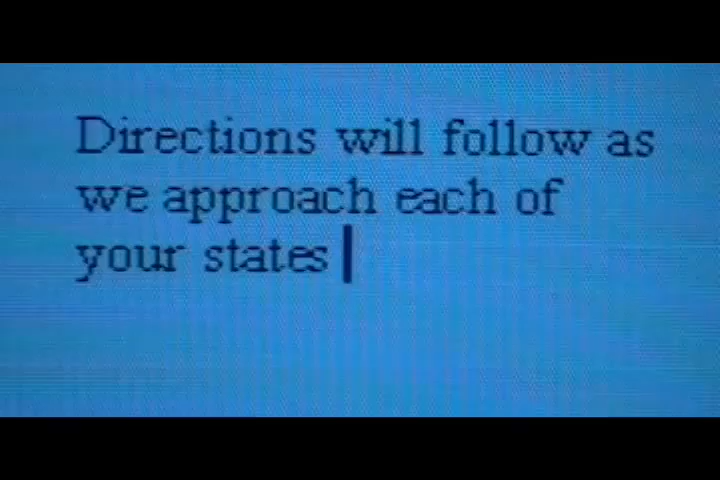 Directions will follow as
we approach each of
your states